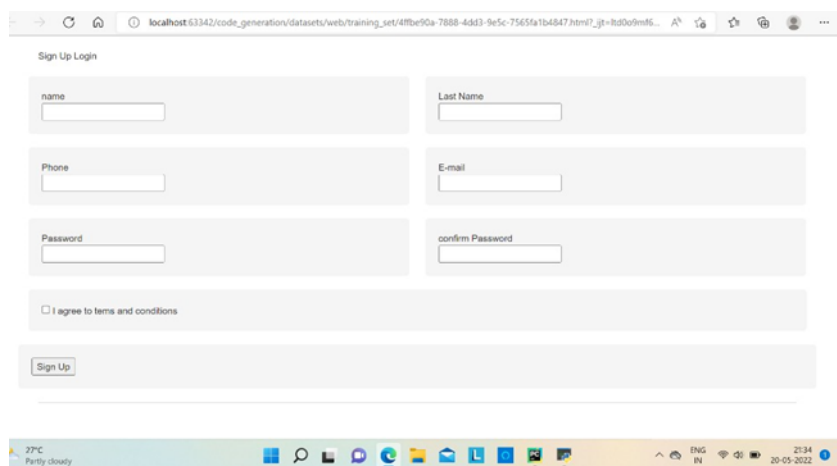 localhost:63342/code_generation/datasets/web/training_set/4ffbe90a-7888-4dd3-9e5c-7565fa1b4847.html?_ijt=ltd0o9mf6...
Sign Up Login
name
Last Name
Phone
E-mail
Password
confirm Password
I agree to tems and conditions
Sign Up
27°C
Partly cloudy
ENG
IN
21:34
20-05-2022